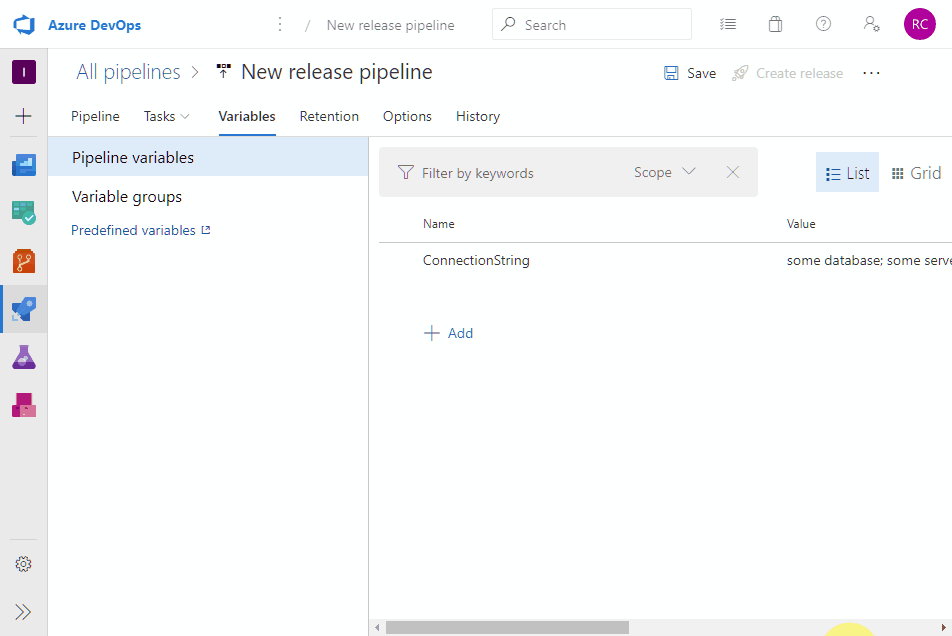 Azure DevOps
/ New release pipeline
Search
RC
I
All pipelines
New release pipeline
Save
Create release
Pipeline
Tasks
Variables
Retention
Options
History
Pipeline variables
Variable groups
Predefined variables
Filter by keywords
Scope
List
Grid
Name
Value
ConnectionString
some database; some serve
Add